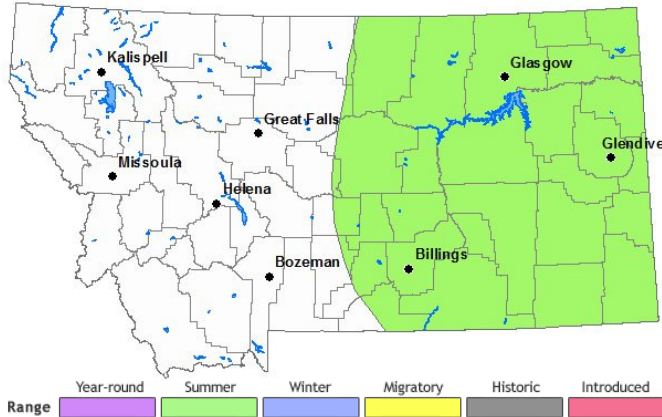 Kalispell
Glasgow
Great Falls
Glendive
Missoula
Helena
Billings
Bozeman
Year-round Summer Winter Migratory Historic Introduced
Range